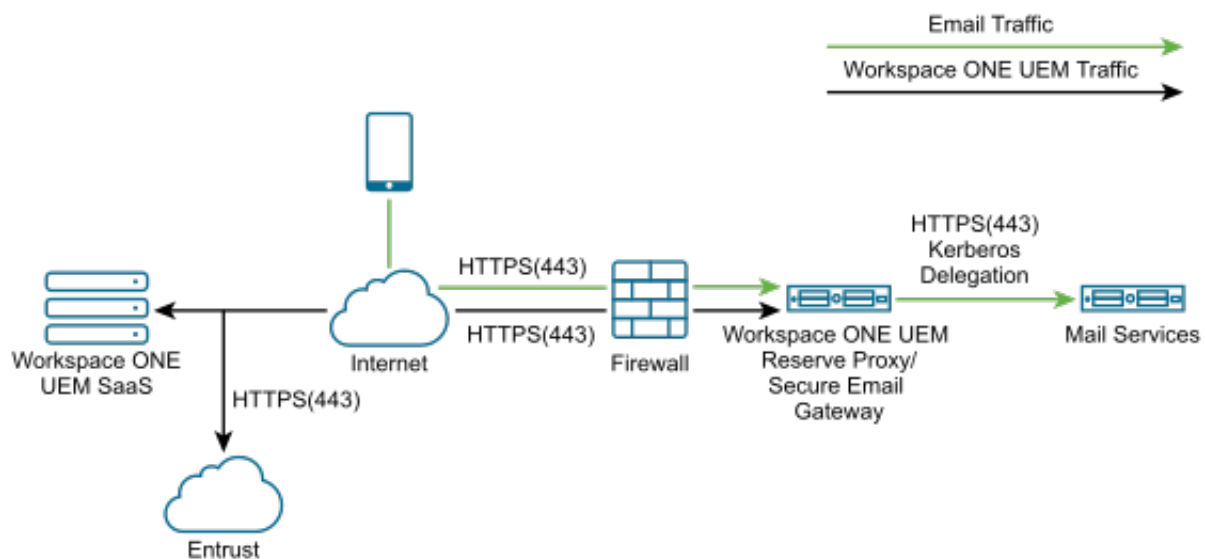 Email Traffic
Workspace ONE UEM Traffic
HTTPS(443)
Kerberos
Delegation
HTTPS(443)
HTTPS(443)
Workspace ONE
UEM SaaS
Internet
Firewall
Workspace ONE UEM
Reserve Proxy/
Secure Email
Gateway
Mail Services
HTTPS(443)
Entrust